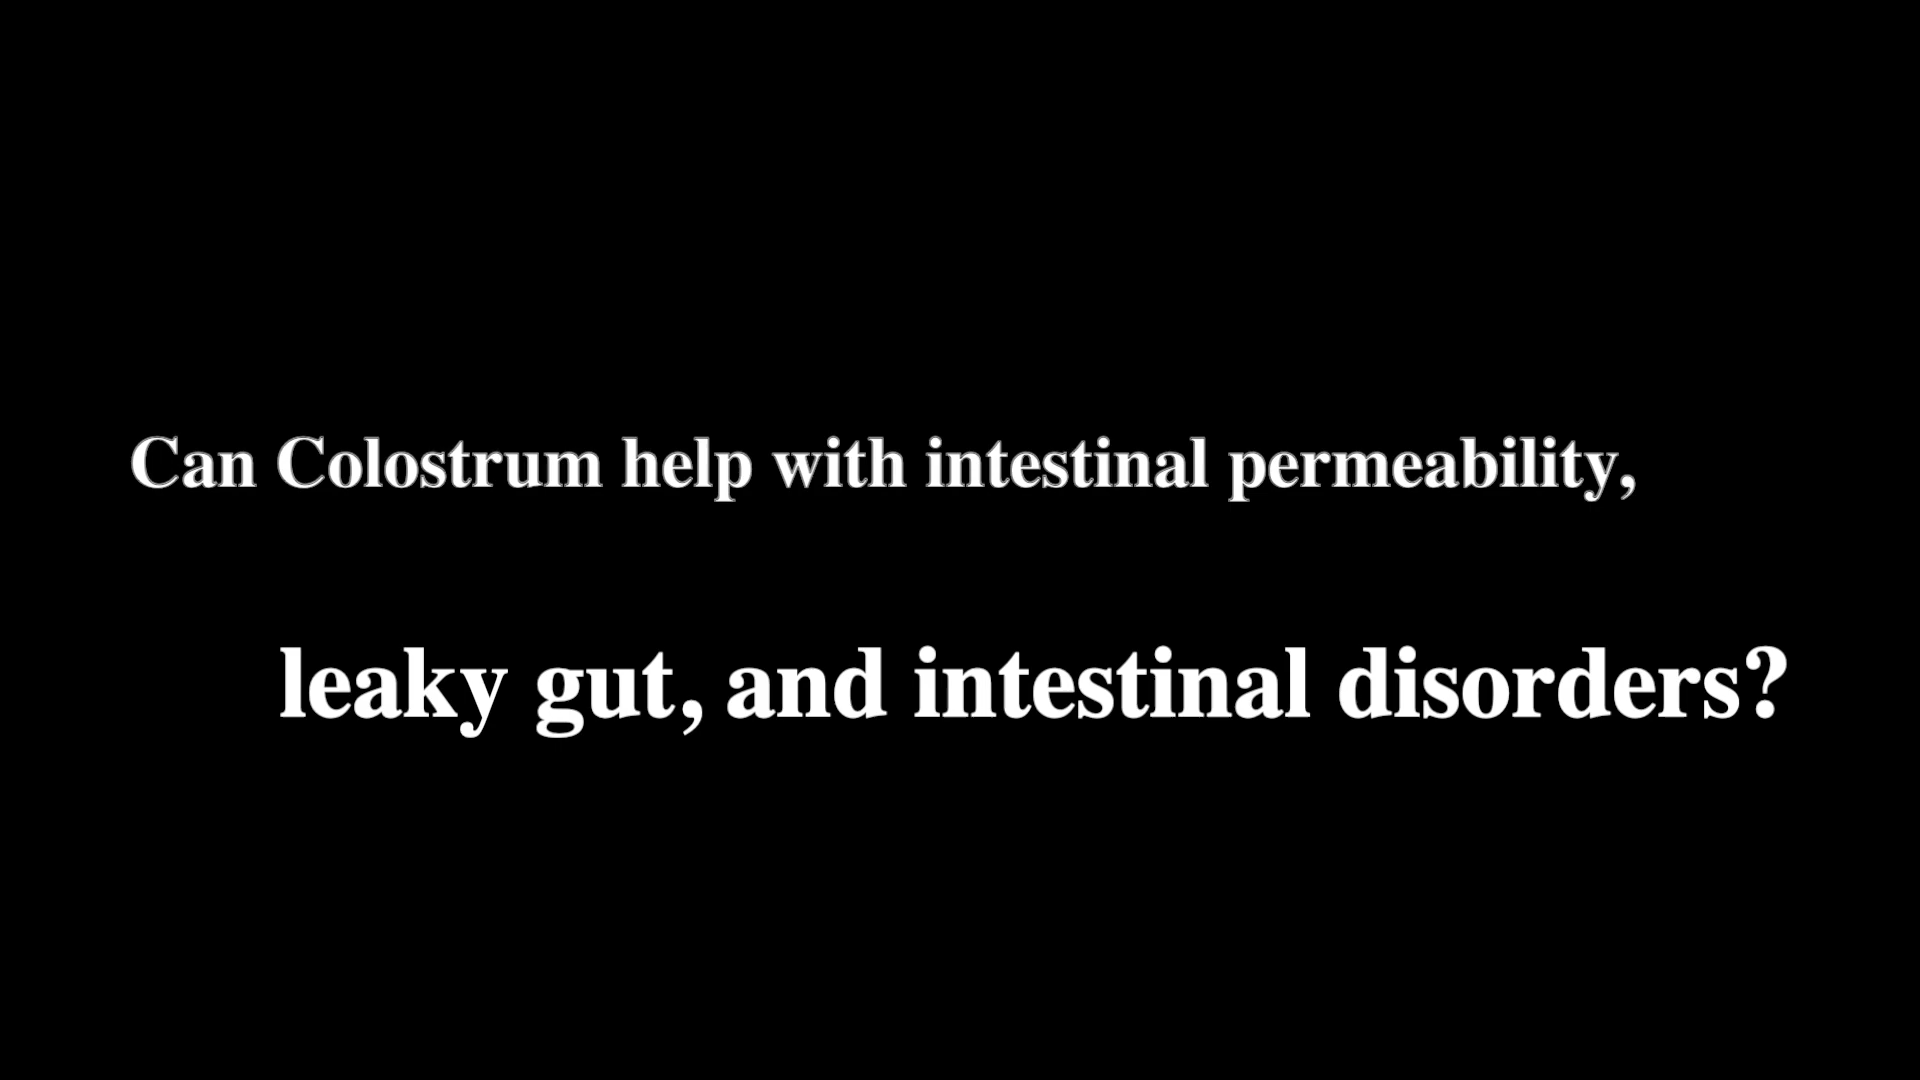 Can Colostrum help with intestinal permeability,
leaky gut, and intestinal disorders?